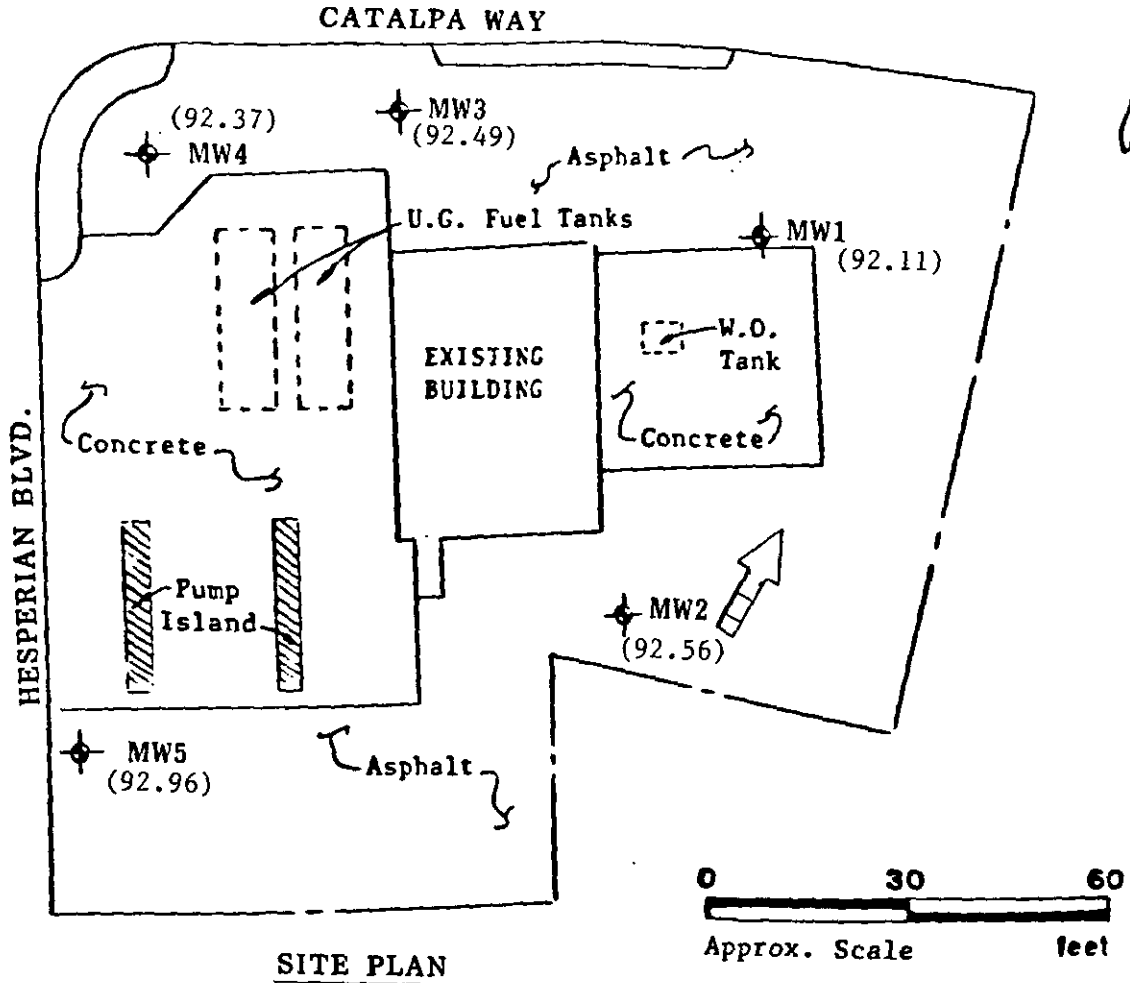 CATALPA WAY
(92.37)
MW4
MW3
(92.49)
Asphalt
U.G. Fuel Tanks
MW1
(92.11)
EXISTING
BUILDING
W.O.
Tank
Concrete
Concrete
HESPERIAN BLVD.
Pump
Island
MW2
(92.56)
MW5
(92.96)
Asphalt
0 30 60
Approx. Scale feet
SITE PLAN